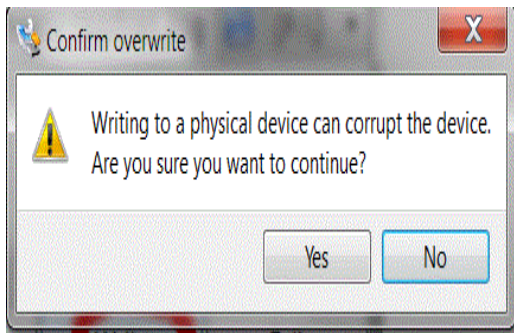 Confirm overwrite
X
Writing to a physical device can corrupt the device.
Are you sure you want to continue?
Yes
No